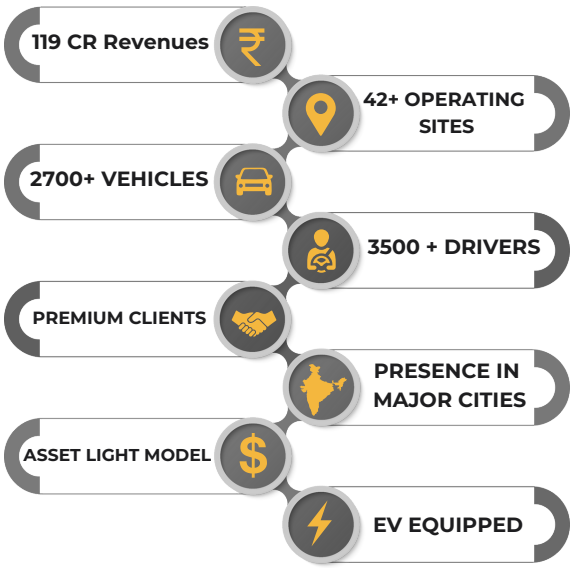 119 CR Revenues
42+ OPERATING
SITES
2700+ VEHICLES
3500 + DRIVERS
PREMIUM CLIENTS
PRESENCE IN
MAJOR CITIES
ASSET LIGHT MODEL
EV EQUIPPED